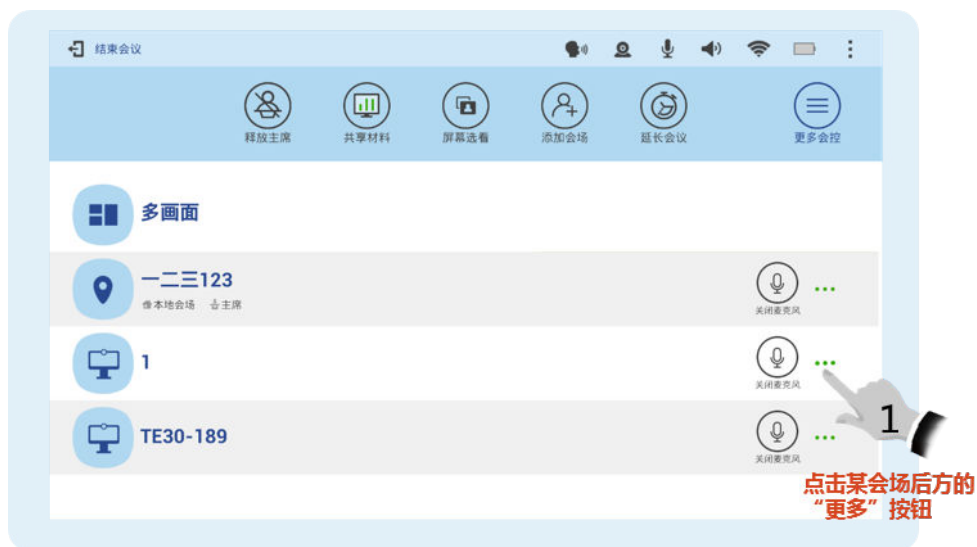 结束会议
释放主席
共享材料
屏幕选看
添加会场
延长会议
更多会控
多画面
一二三123
本地会场 主席
关闭麦克风
1
关闭麦克风
TE30-189
关闭麦克风
1
点击某会场后方的
“更多”按钮